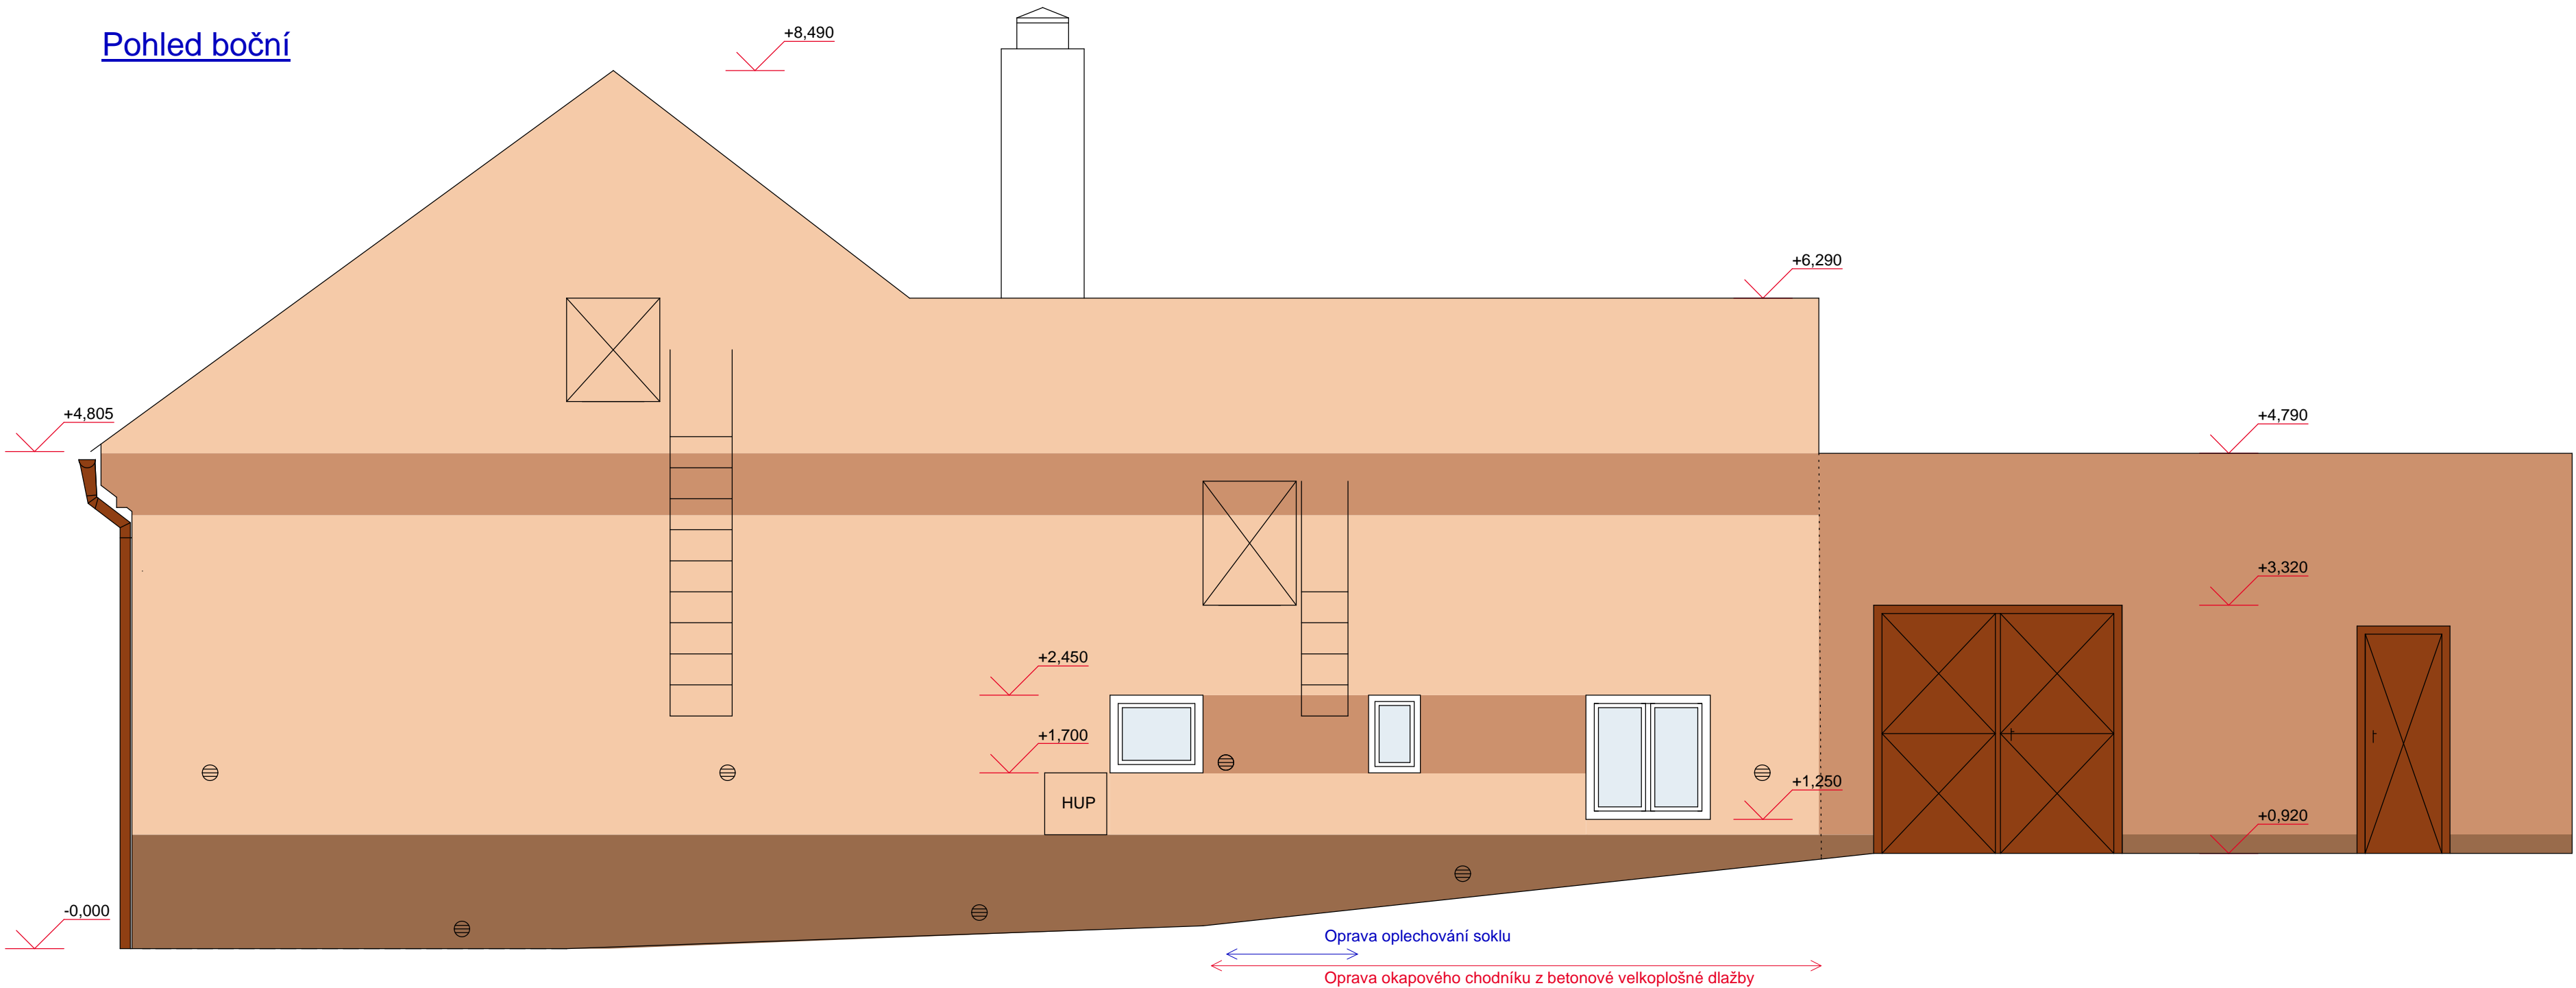 Pohled boční
+8,490
+6,290
+4,805
+4,790
+3,320
+2,450
+1,700
+1,250
HUP
+0,920
-0,000
Oprava oplechování soklu
Oprava okapového chodníku z betonové velkoplošné dlažby